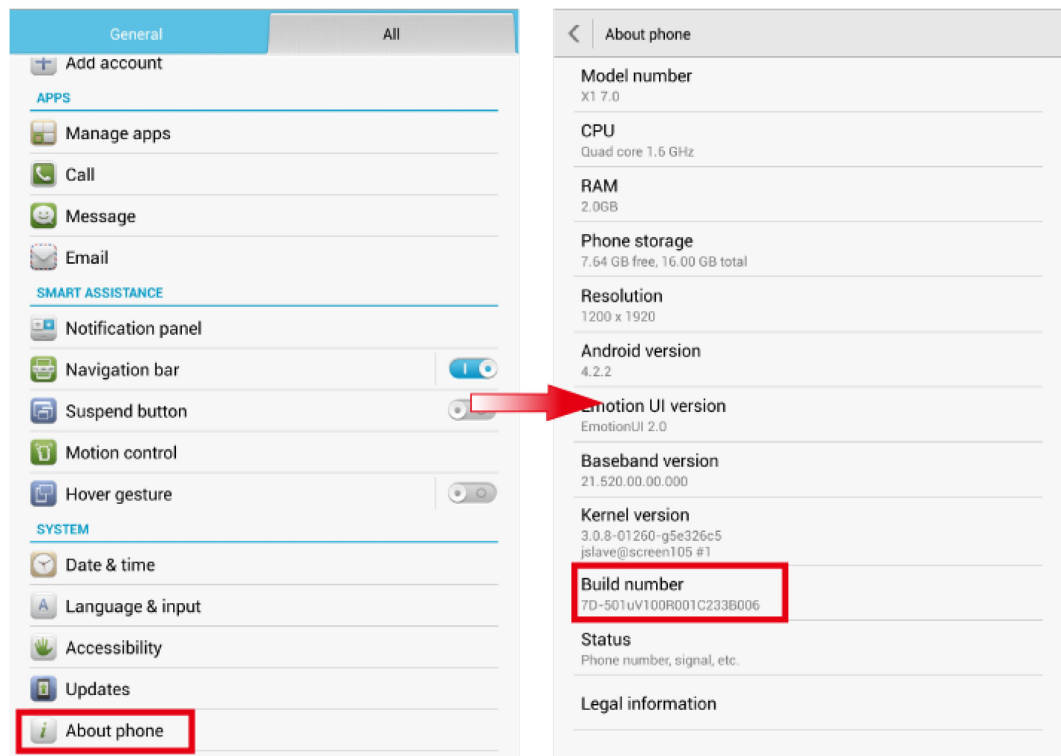 General
All
Add account
APPS
Manage apps
Call
Message
Email
SMART ASSISTANCE
Notification panel
Navigation bar
Suspend button
Motion control
Hover gesture
SYSTEM
Date & time
Language & input
Accessibility
Updates
About phone
About phone
Model number
X1 7.0
CPU
Quad core 1.6 GHz
RAM
2.0GB
Phone storage
7.64 GB free, 16.00 GB total
Resolution
1200 x 1920
Android version
4.2.2
Emotion UI version
EmotionUI 2.0
Baseband version
21.520.00.00.000
Kernel version
3.0.8-01260-g5e326c5
jslave@screen105 #1
Build number
7D-501uV100R001C233B006
Status
Phone number, signal, etc.
Legal information